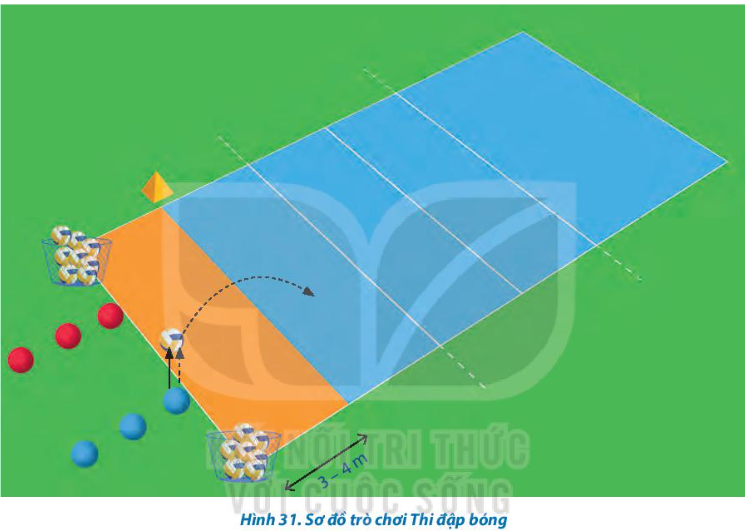 3 – 4 m
KẾT NỐI TRI THỨC
VỚI CUỘC SỐNG
Hình 31. Sơ đồ trò chơi Thi đập bóng